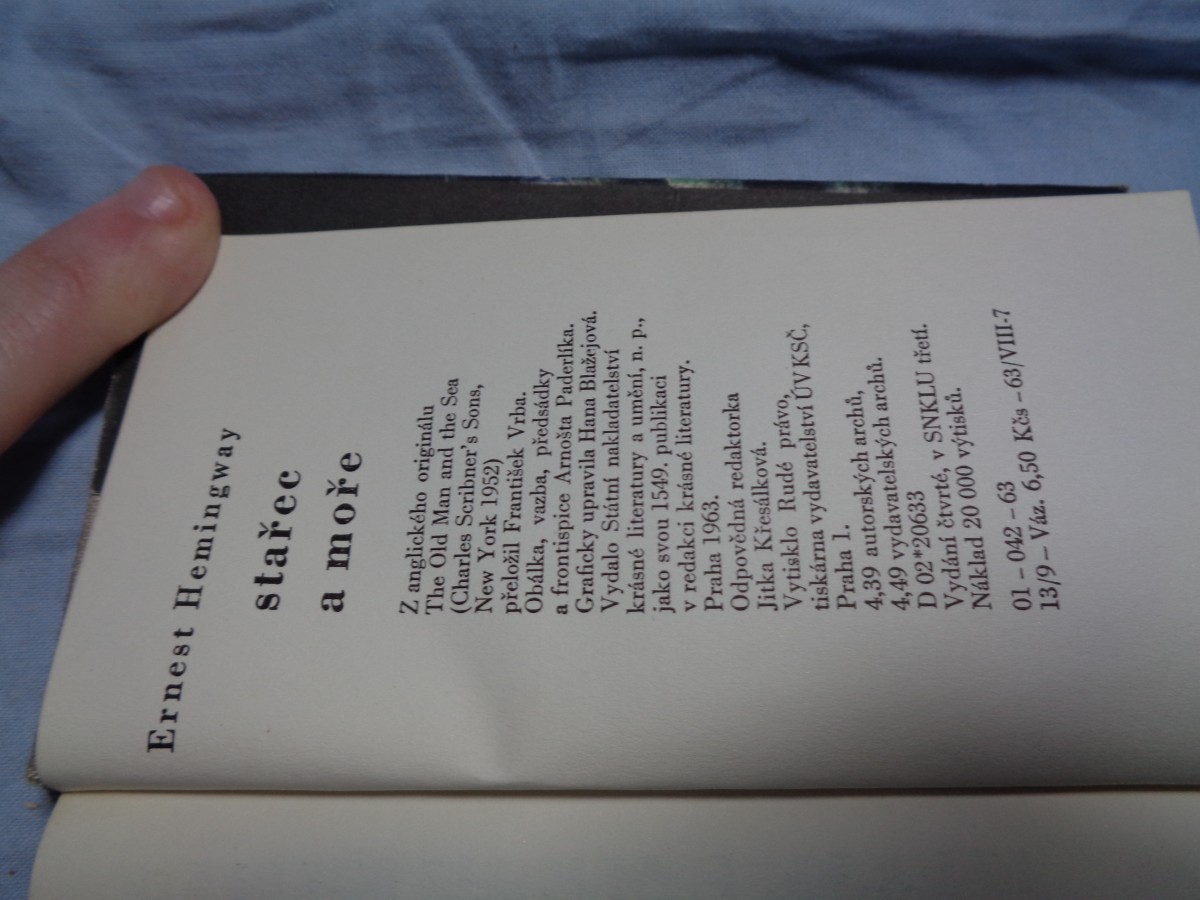 Ernest Hemingway
stařec
a moře
Z anglického originálu
The Old Man and the Sea
(Charles Scribner's Sons,
New York 1952)
přeložil František Vrba.
Obálka, vazba, předsádky
a frontispice Arnošta Paderlíka.
Graficky upravila Hana Blažejová.
Vydalo Státní nakladatelství
krásné literatury a umění, n. p.,
jako svou 1549. publikaci
v redakci krásné literatury.
Praha 1963.
Odpovědná redaktorka
Jitka Křesálková.
Vytisklo Rudé právo,
tiskárna vydavatelství ÚV KSČ,
Praha 1.
4,39 autorských archů,
4,49 vydavatelských archů.
D 02*20633
Vydání čtvrté, v SNKLU třetí.
Náklad 20 000 výtisků.
01 – 042 – 63
13/9 – Váz. 6,50 Kčs – 63/VIII-7